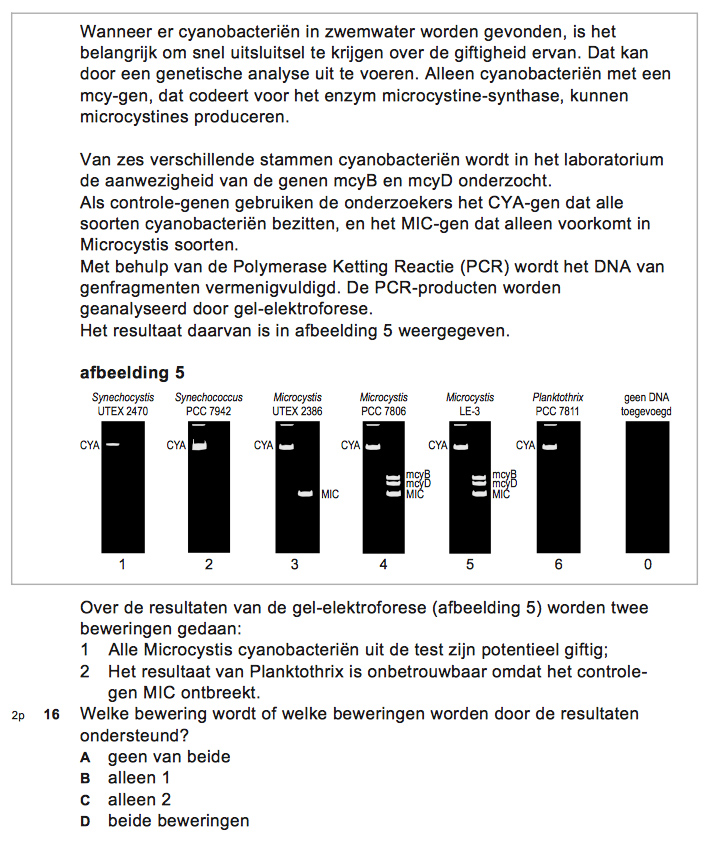 Wanneer er cyanobacteriën in zwemwater worden gevonden, is het
belangrijk om snel uitsluitsel te krijgen over de giftigheid ervan. Dat kan
door een genetische analyse uit te voeren. Alleen cyanobacteriën met een
mcy-gen, dat codeert voor het enzym microcystine-synthase, kunnen
microcystines produceren.
Van zes verschillende stammen cyanobacteriën wordt in het laboratorium
de aanwezigheid van de genen mcyB en mcyD onderzocht.
Als controle-genen gebruiken de onderzoekers het CYA-gen dat alle
soorten cyanobacteriën bezitten, en het MIC-gen dat alleen voorkomt in
Microcystis soorten.
Met behulp van de Polymerase Ketting Reactie (PCR) wordt het DNA van
genfragmenten vermenigvuldigd. De PCR-producten worden
geanalyseerd door gel-elektroforese.
Het resultaat daarvan is in afbeelding 5 weergegeven.
afbeelding 5
Synechocystis Synechococcus Microcystis Microcystis Microcystis Planktothrix geen DNA
UTEX 2470 PCC 7942 UTEX 2386 PCC 7806 LE-3 PCC 7811 toegevoegd
CYA CYA CYA CYA CYA CYA
mcyB mcyB
mcyD mcyD
MIC MIC MIC
1 2 3 4 5 6 0
Over de resultaten van de gel-elektroforese (afbeelding 5) worden twee
beweringen gedaan:
1 Alle Microcystis cyanobacteriën uit de test zijn potentieel giftig;
2 Het resultaat van Planktothrix is onbetrouwbaar omdat het controle-
gen MIC ontbreekt.
2p 16 Welke bewering wordt of welke beweringen worden door de resultaten
ondersteund?
A geen van beide
B alleen 1
C alleen 2
D beide beweringen